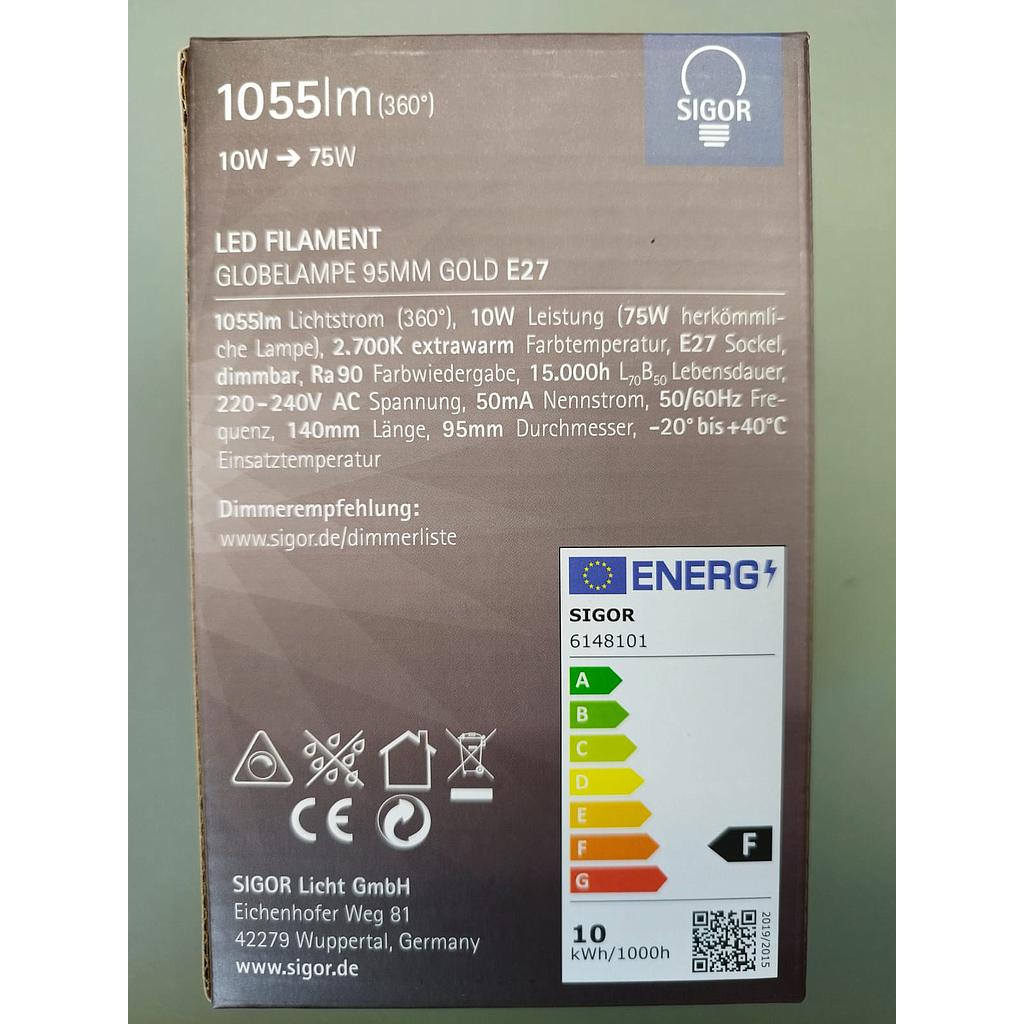 1055lm (360°)
SIGOR
10W → 75W
LED FILAMENT
GLOBELAMPE 95MM GOLD E27
1055lm Lichtstrom (360°), 10W Leistung (75W herkömmli-
che Lampe), 2.700K extrawarm Farbtemperatur, E27 Sockel,
dimmbar, Ra90 Farbwiedergabe, 15.000h L70B50 Lebensdauer,
220-240V AC Spannung, 50mA Nennstrom, 50/60Hz Fre-
quenz, 140mm Länge, 95mm Durchmesser, -20° bis +40°C
Einsatztemperatur
Dimmerempfehlung:
www.sigor.de/dimmerliste
ENERG
SIGOR
6148101
A
B
C
D
E
F
F
G
10
kWh/1000h
2019/2015
CE
SIGOR Licht GmbH
Eichenhofer Weg 81
42279 Wuppertal, Germany
www.sigor.de